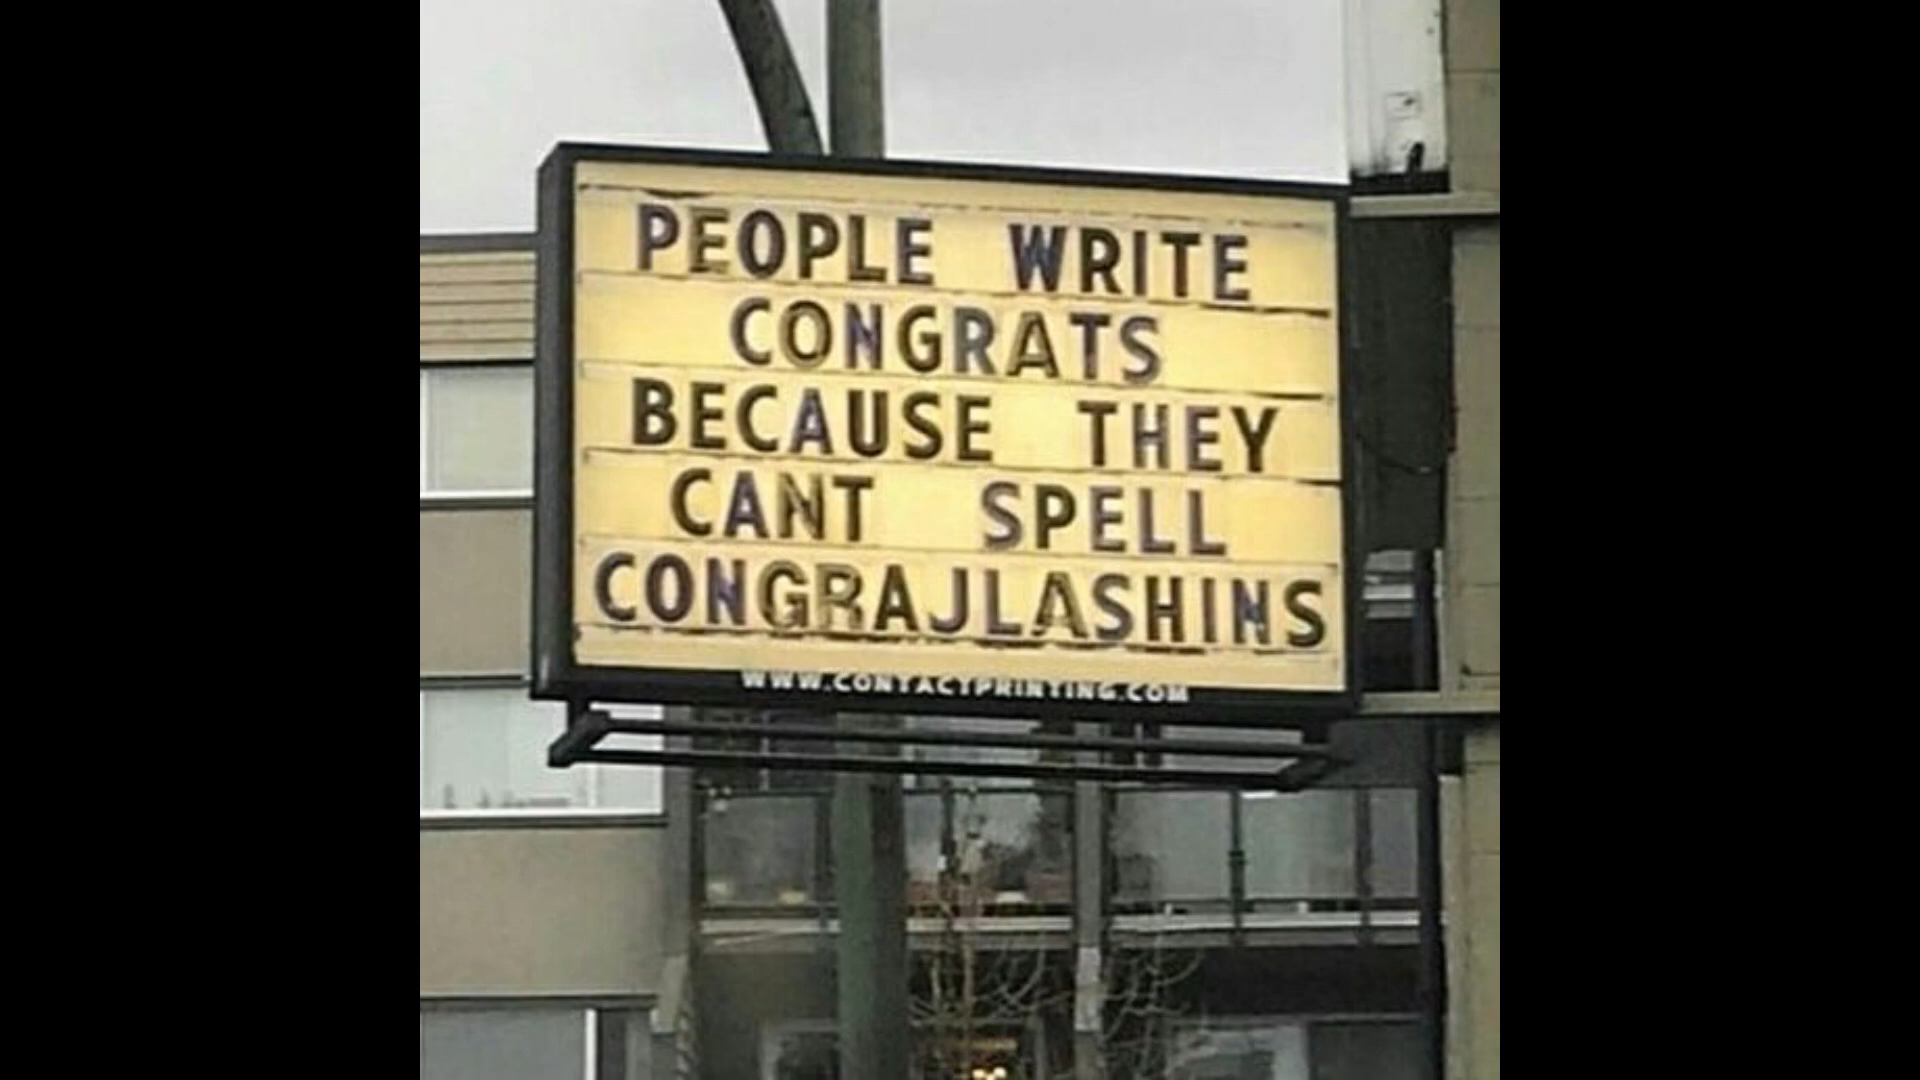 PEOPLE WRITE
CONGRATS
BECAUSE THEY
CANT SPELL
CONGRAJLASHINS
WWW.CONTACTPRINTING.COM